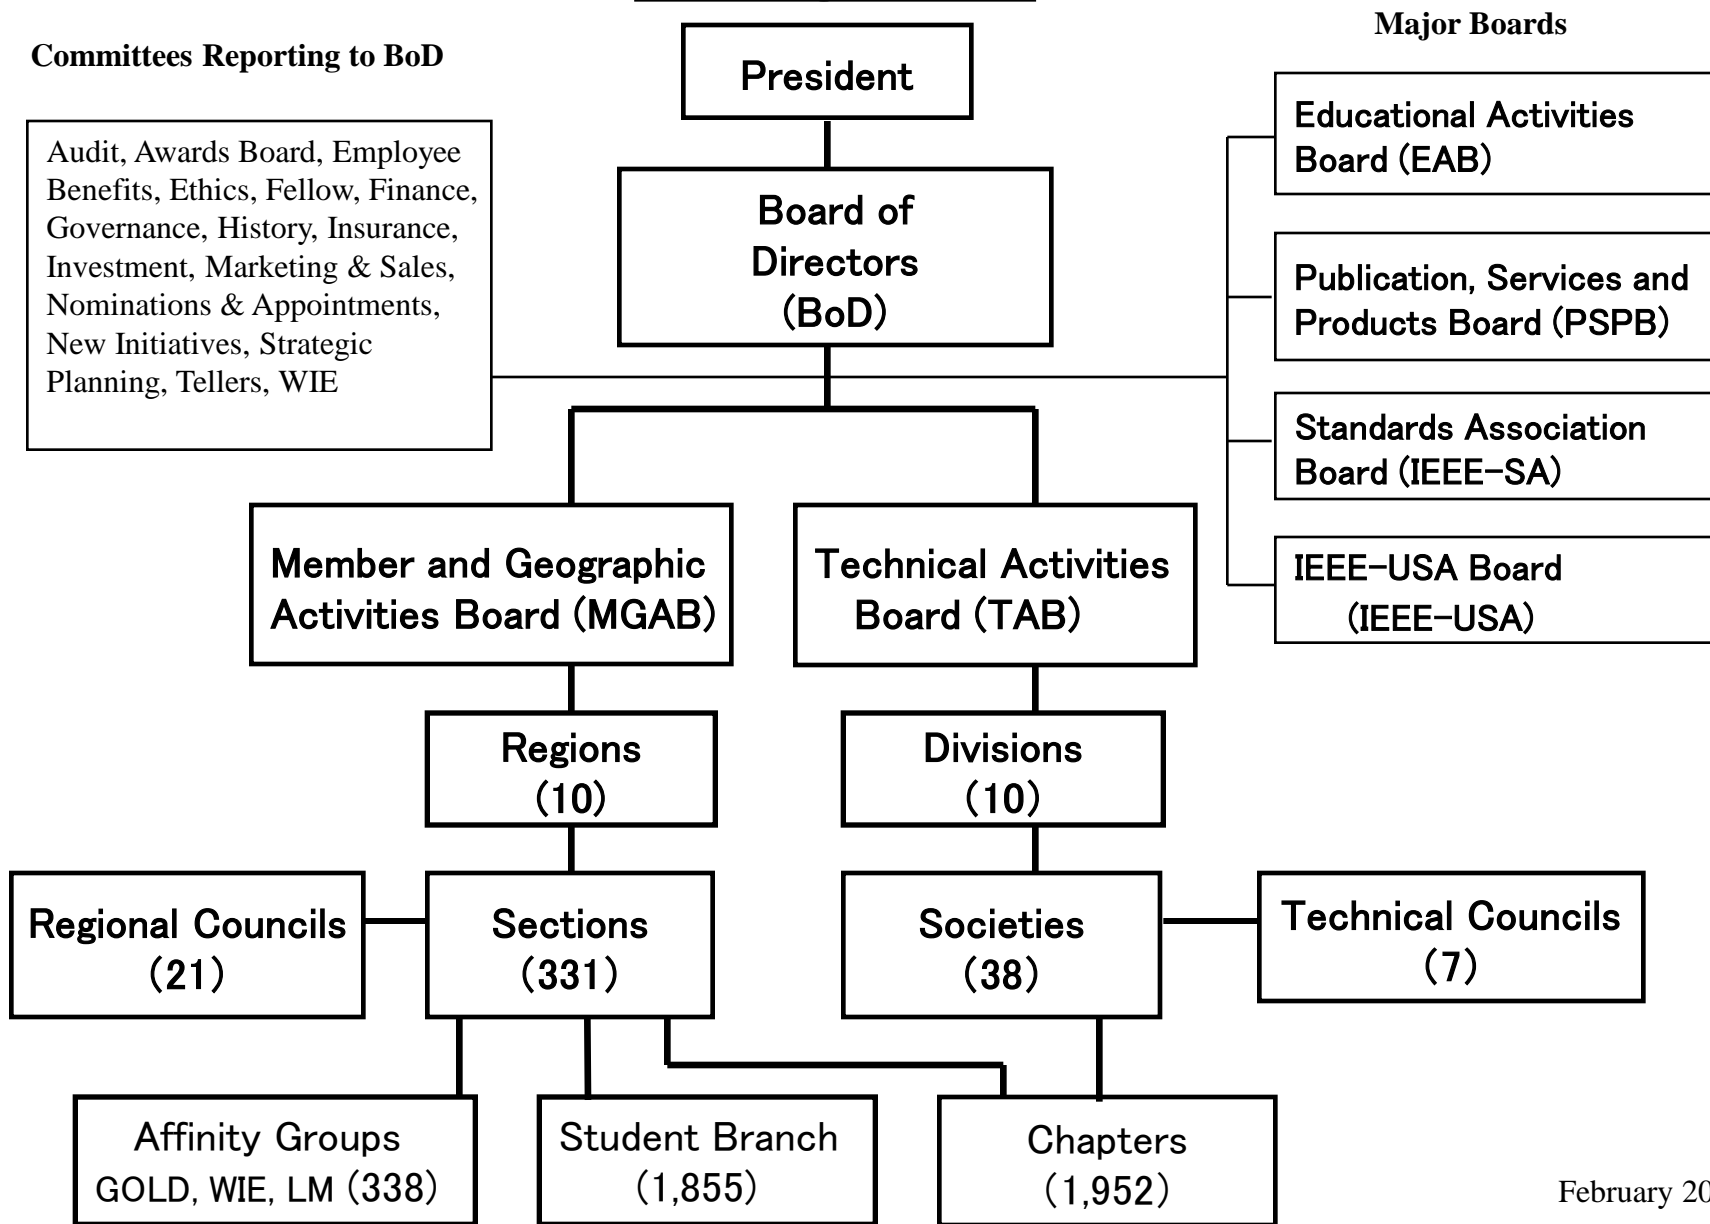 Committees Reporting to BoD
Major Boards
President
Audit, Awards Board, Employee
Benefits, Ethics, Fellow, Finance,
Governance, History, Insurance,
Investment, Marketing & Sales,
Nominations & Appointments,
New Initiatives, Strategic
Planning, Tellers, WIE
Board of
Directors
(BoD)
Educational Activities
Board (EAB)
Publication, Services and
Products Board (PSPB)
Standards Association
Board (IEEE-SA)
IEEE-USA Board
(IEEE-USA)
Member and Geographic
Activities Board (MGAB)
Technical Activities
Board (TAB)
Regions
(10)
Divisions
(10)
Regional Councils
(21)
Sections
(331)
Societies
(38)
Technical Councils
(7)
Affinity Groups
GOLD, WIE, LM (338)
Student Branch
(1,855)
Chapters
(1,952)
February 20